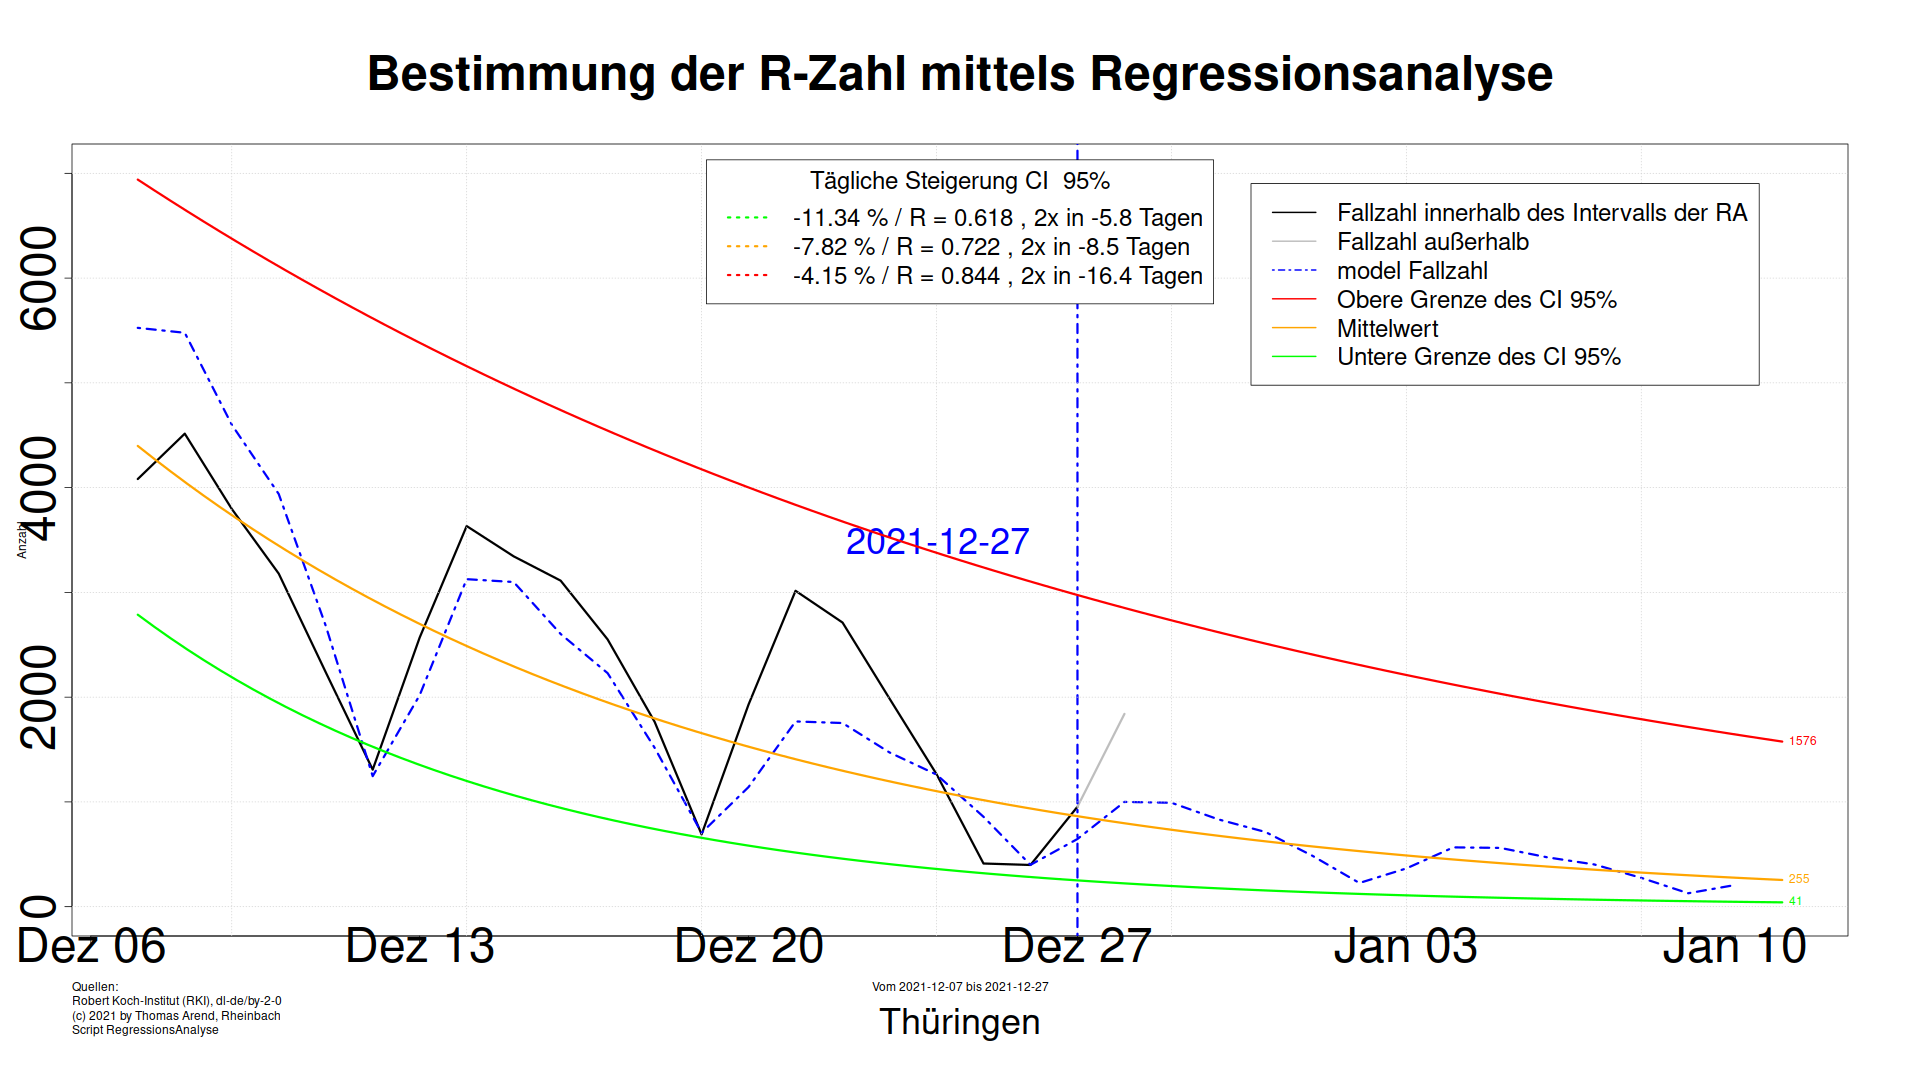 Bestimmung der R-Zahl mittels Regressionsanalyse
Tägliche Steigerung CI 95%
-11.34 % / R = 0.618 , 2x in -5.8 Tagen
-7.82 % / R = 0.722 , 2x in -8.5 Tagen
-4.15 % / R = 0.844 , 2x in -16.4 Tagen
Fallzahl innerhalb des Intervalls der RA
Fallzahl außerhalb
model Fallzahl
Obere Grenze des CI 95%
Mittelwert
Untere Grenze des CI 95%
6000
4000
2000
0
Anzahl
2021-12-27
1576
255
41
Dez 06 Dez 13 Dez 20 Dez 27 Jan 03 Jan 10
Quellen:
Robert Koch-Institut (RKI), dl-de/by-2-0
(c) 2021 by Thomas Arend, Rheinbach
Script RegressionsAnalyse
Vom 2021-12-07 bis 2021-12-27
Thüringen